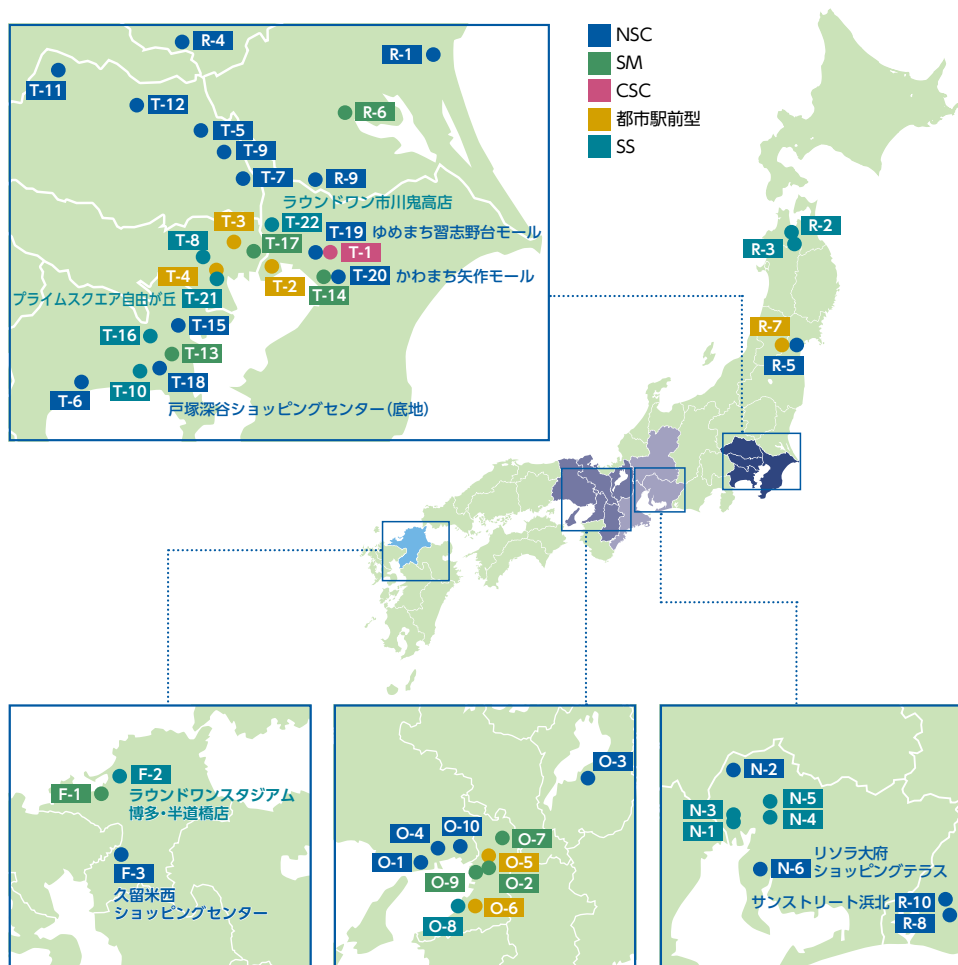 R-4
R-1
T-11
T-12
R-6
T-5
T-9
T-7
R-9
ラウンドワン市川鬼高店
T-3
T-22
T-19 ゆめまち習志野台モール
T-8
T-17
T-1
T-4
T-2
T-20 かわまち矢作モール
プライムスクエア自由が丘 T-21
T-14
T-16
T-15
T-13
T-6
T-10
T-18
戸塚深谷ショッピングセンター(底地)
NSC
SM
CSC
都市駅前型
SS
R-2
R-3
R-7
R-5
F-2
F-1
ラウンドワンスタジアム
博多・半道橋店
F-3
久留米西
ショッピングセンター
O-3
O-4
O-10
O-7
O-1
O-5
O-9
O-2
O-6
O-8
N-2
N-5
N-3
N-4
N-1
N-6
リソラ大府
ショッピングテラス
サンストリート浜北 R-10
R-8